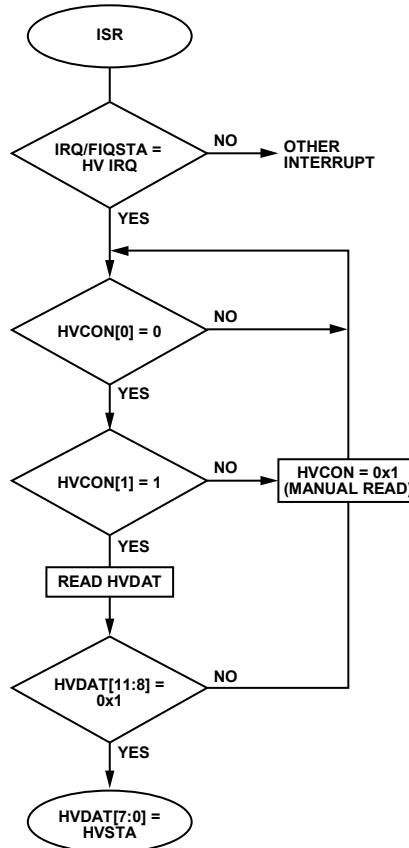 ISR
IRQ/FIQSTA =
HV IRQ
NO
OTHER
INTERRUPT
YES
HVCON[0] = 0
NO
YES
HVCON[1] = 1
NO
HVCON = 0x1
(MANUAL READ)
YES
READ HVDAT
HVDAT[11:8] =
0x1
NO
YES
HVDAT[7:0] =
HVSTA